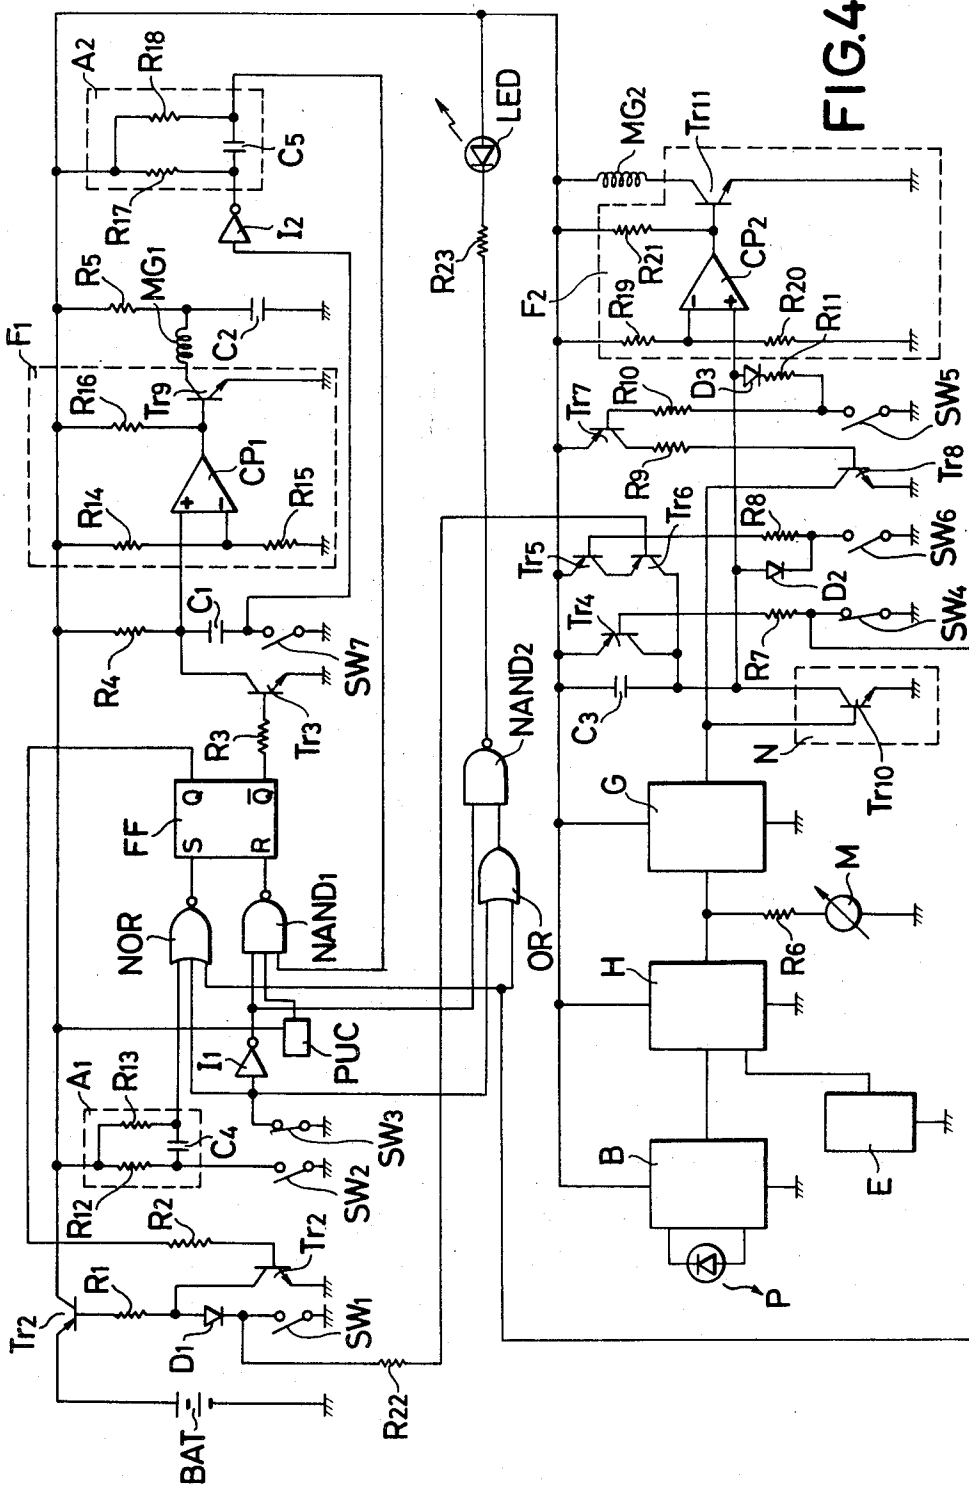 FIG.4
A2
R18
R17
C5
I2
R5
MG1
C2
F1
R16
Tr9
CP1
R14
R15
R4
C1
SW7
R3
Tr3
FF
S
Q
R
Q̅
NOR
NAND1
PUC
I1
A1
R13
R12
C4
SW3
SW2
R2
Tr2
R1
Tr2
D1
SW1
BAT
R22
LED
R23
NAND2
OR
MG2
Tr11
R21
F2
R19
CP2
R20
R11
D3
R10
Tr7
R9
SW5
Tr8
Tr6
Tr5
R8
SW6
D2
Tr4
R7
SW4
C3
N
Tr10
G
M
R6
H
B
E
P
+
−
−
+